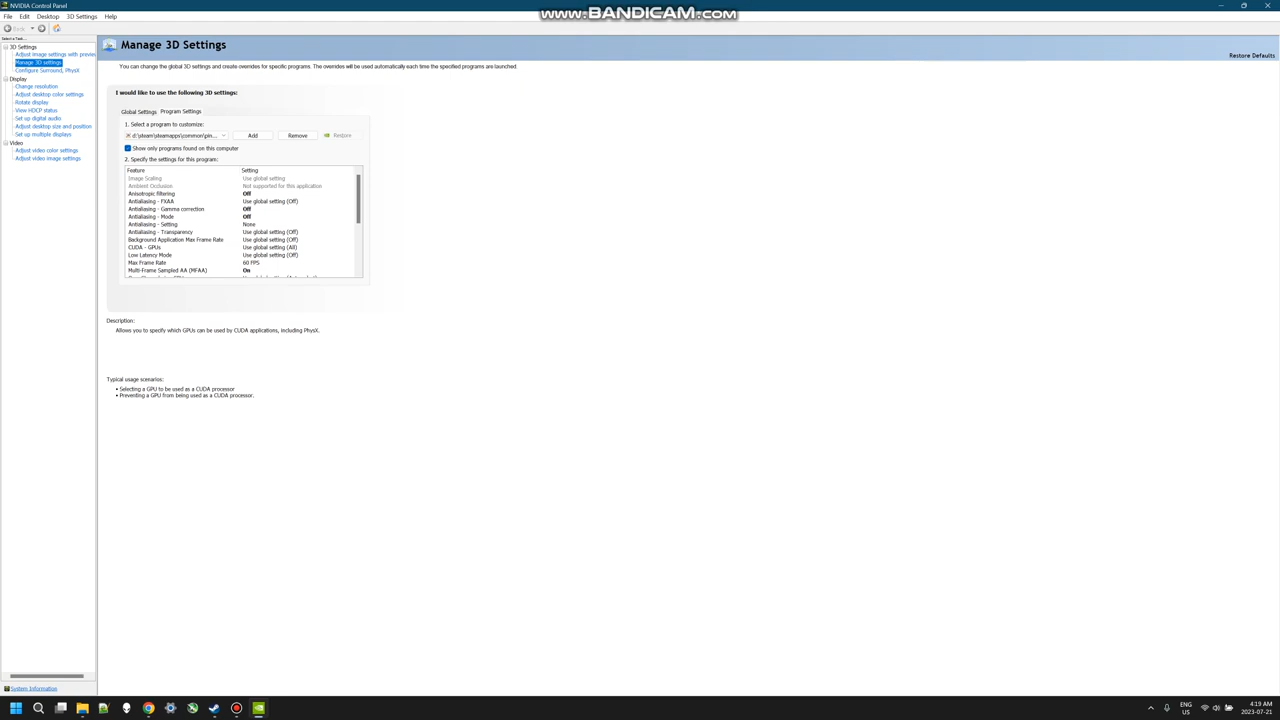 NVIDIA Control Panel
www.BANDICAM.com
File Edit Desktop 3D Settings Help
Back
Select a Task...
3D Settings
Adjust image settings with preview
Manage 3D settings
Configure Surround, PhysX
Display
Change resolution
Adjust desktop color settings
Rotate display
View HDCP status
Set up digital audio
Adjust desktop size and position
Set up multiple displays
Video
Adjust video color settings
Adjust video image settings
System Information
Manage 3D Settings
Restore Defaults
You can change the global 3D settings and create overrides for specific programs. The overrides will be used automatically each time the specified programs are launched.
I would like to use the following 3D settings:
Global Settings Program Settings
1. Select a program to customize:
d:\steam\steamapps\common\pin... Add Remove Restore
Show only programs found on this computer
2. Specify the settings for this program:
Feature Setting
Image Scaling Use global setting
Ambient Occlusion Not supported for this application
Anisotropic filtering Off
Antialiasing - FXAA Use global setting (Off)
Antialiasing - Gamma correction Off
Antialiasing - Mode Off
Antialiasing - Setting None
Antialiasing - Transparency Use global setting (Off)
Background Application Max Frame Rate Use global setting (Off)
CUDA - GPUs Use global setting (All)
Low Latency Mode Use global setting (Off)
Max Frame Rate 60 FPS
Multi-Frame Sampled AA (MFAA) On
Description:
Allows you to specify which GPUs can be used by CUDA applications, including PhysX.
Typical usage scenarios:
• Selecting a GPU to be used as a CUDA processor
• Preventing a GPU from being used as a CUDA processor.
ENG
US
4:19 AM
2023-07-21